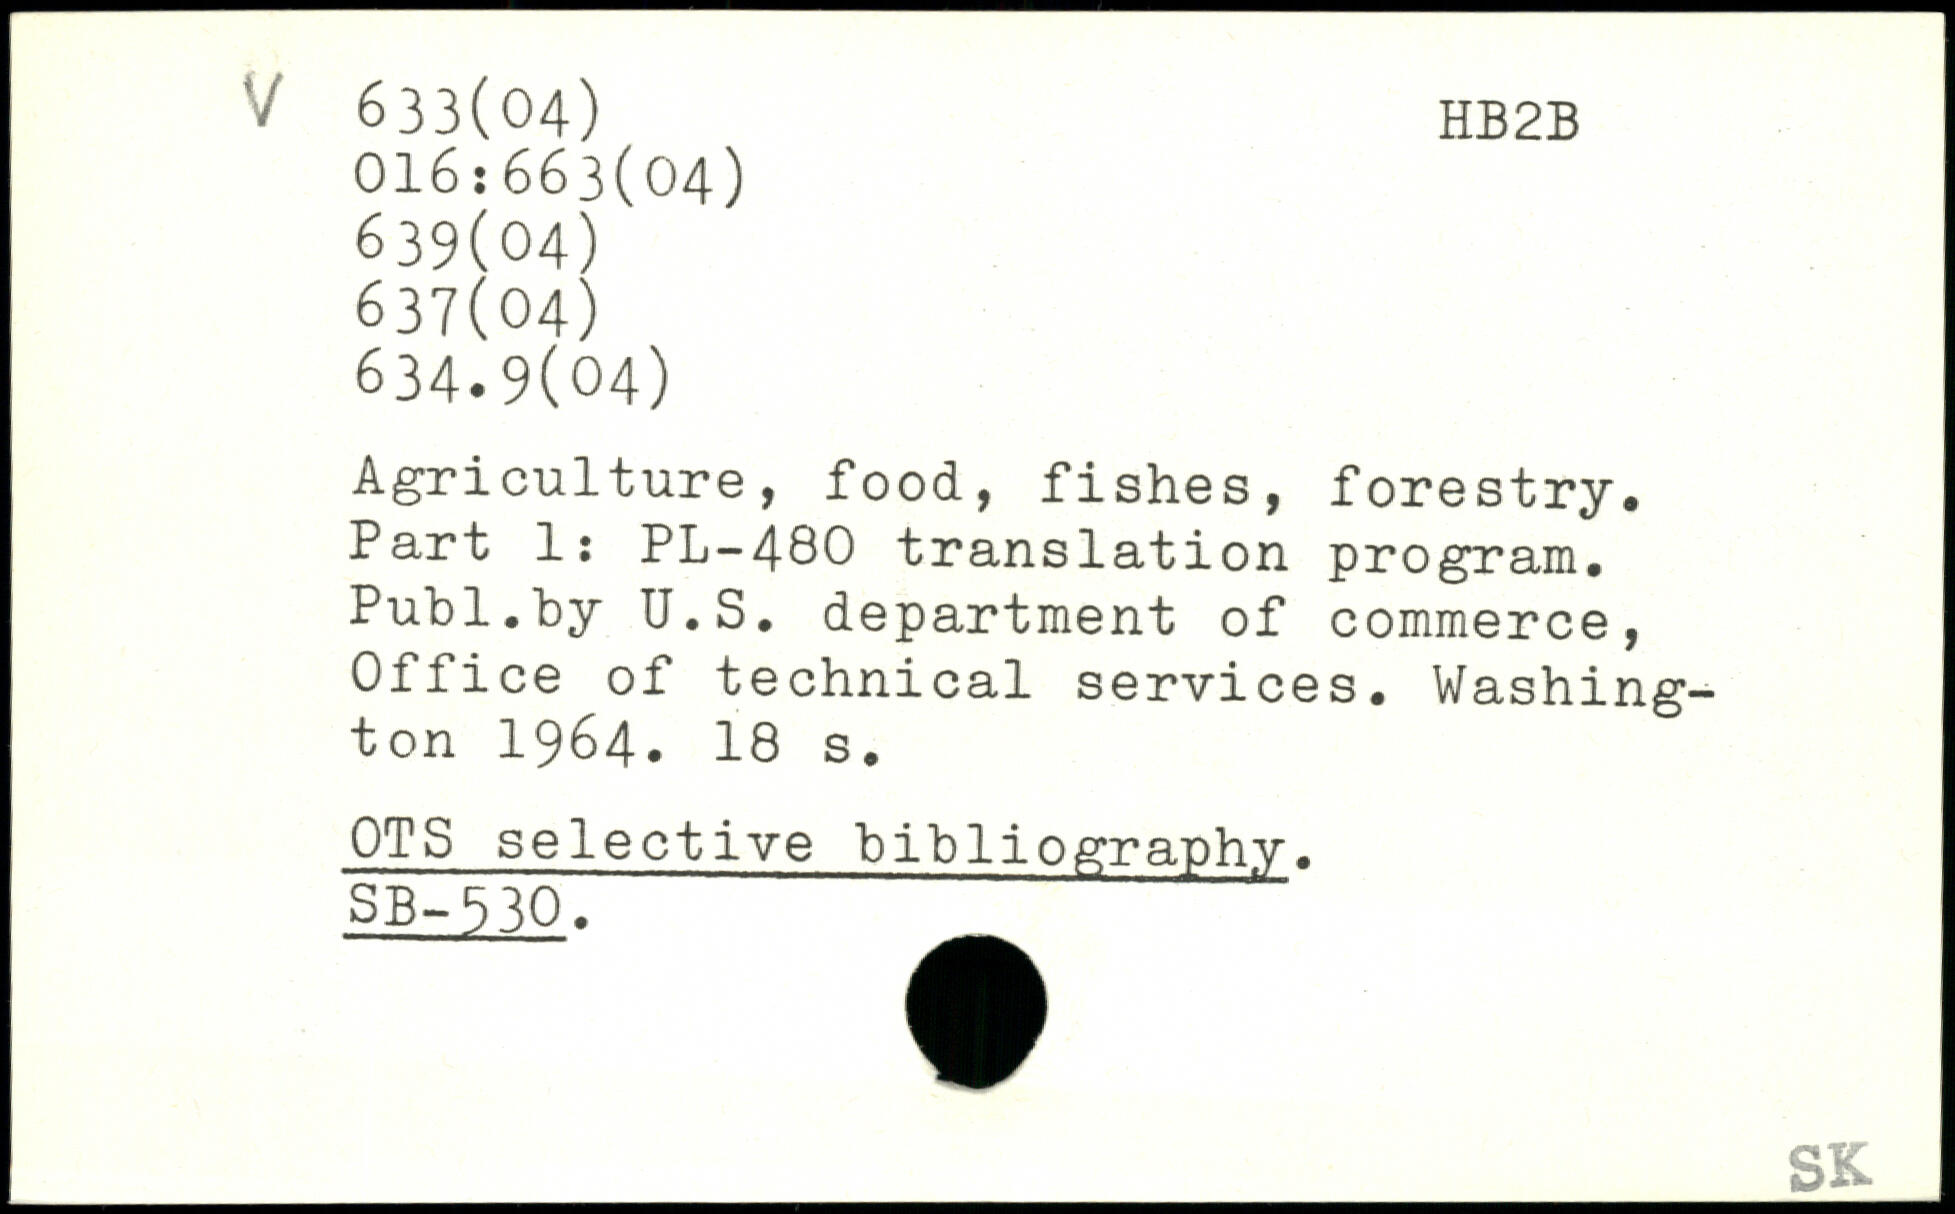 V 633(04) HB2B
016:663(04)
639(04)
637(04)
634.9(04)
Agriculture, food, fishes, forestry.
Part 1: PL-480 translation program.
Publ.by U.S. department of commerce,
Office of technical services. Washing-
ton 1964. 18 s.
OTS selective bibliography.
SB-530.
SK